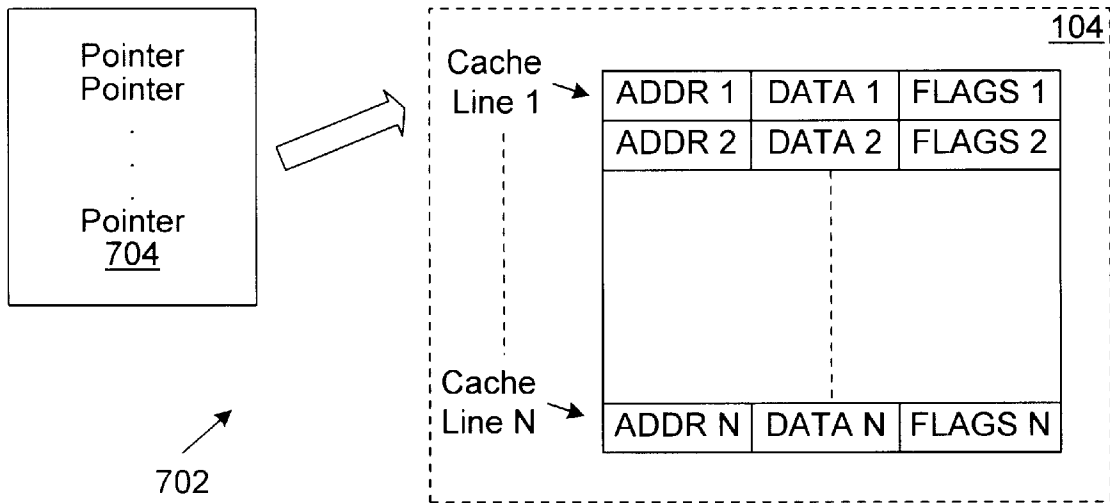 Pointer
Pointer
.
.
.
Pointer
704
702
104
Cache
Line 1
ADDR 1 DATA 1 FLAGS 1
ADDR 2 DATA 2 FLAGS 2
Cache
Line N
ADDR N DATA N FLAGS N